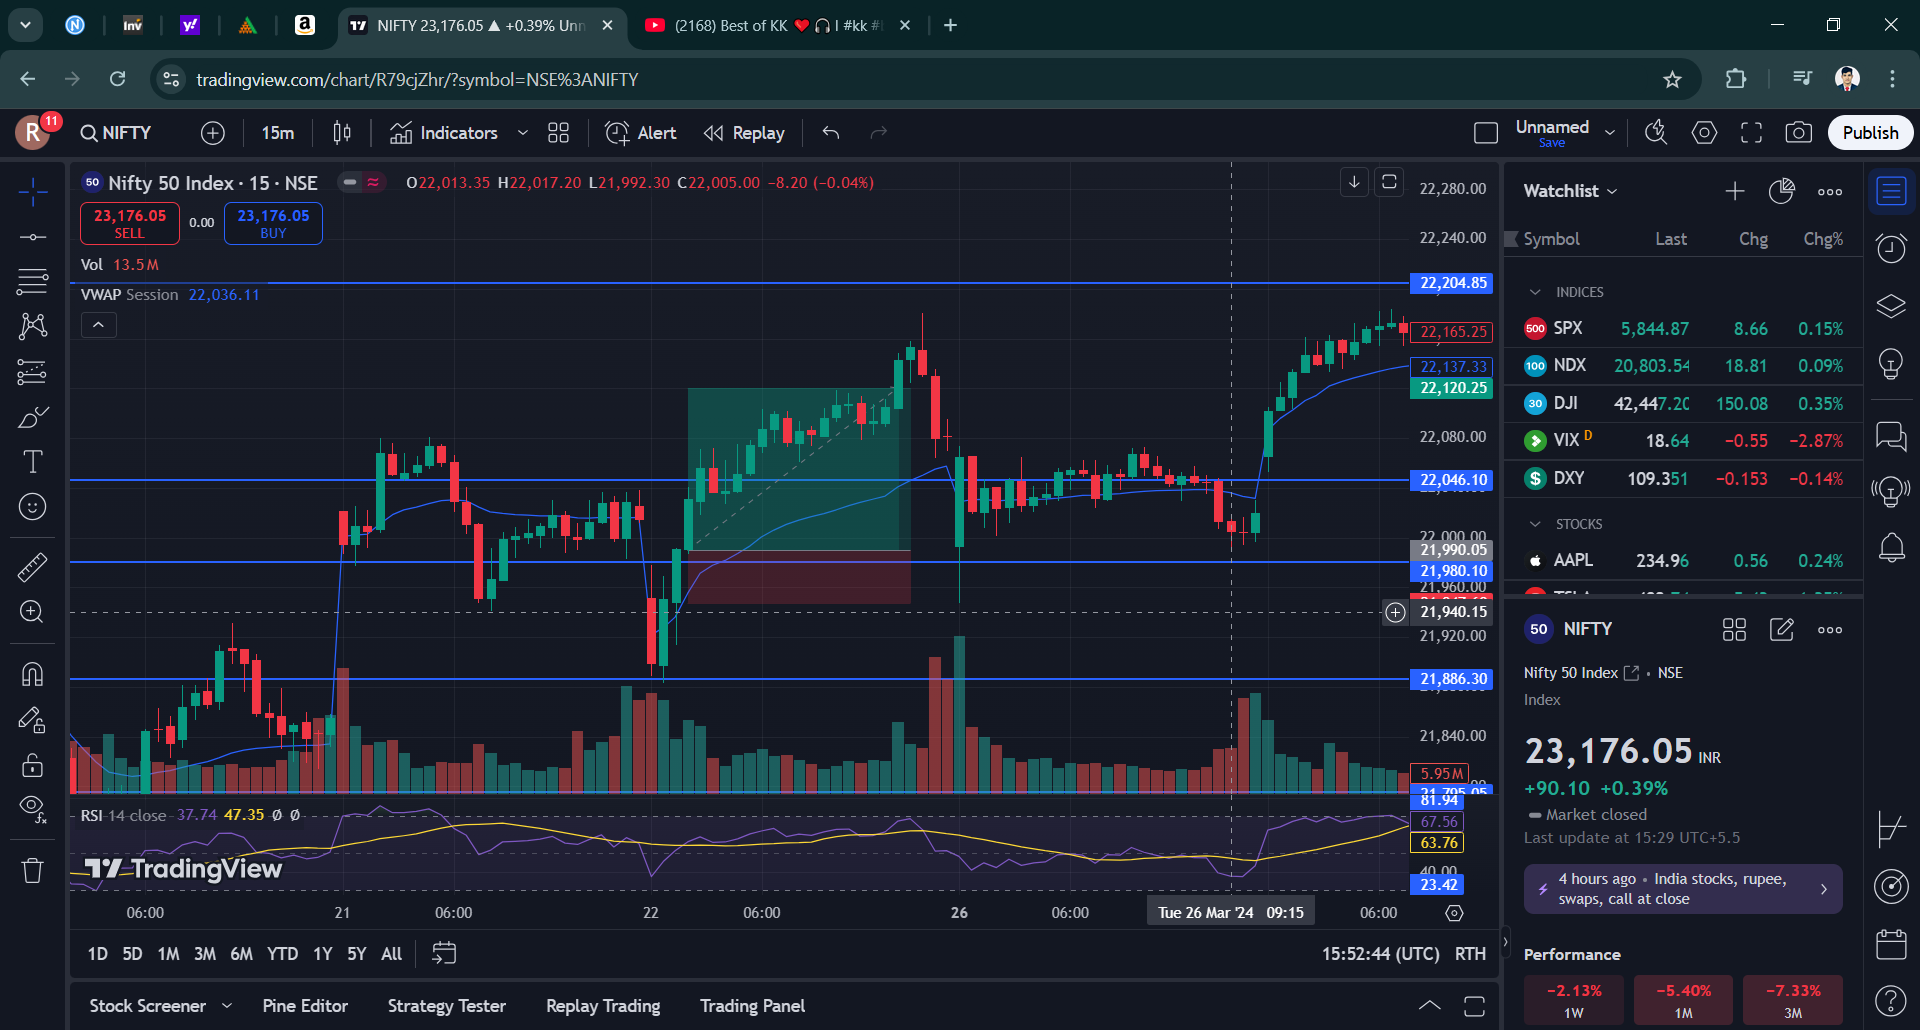 NIFTY 23,176.05 ▲ +0.39% Unn
(2168) Best of KK ❤️🎧 l #kk #l
tradingview.com/chart/R79cjZhr/?symbol=NSE%3ANIFTY
R 11 NIFTY 15m Indicators Alert Replay Unnamed Save Publish
50 Nifty 50 Index · 15 · NSE O22,013.35 H22,017.20 L21,992.30 C22,005.00 −8.20 (−0.04%)
23,176.05 SELL 0.00 23,176.05 BUY
Vol 13.5 M
VWAP Session 22,036.11
22,280.00
22,240.00
22,204.85
22,165.25
22,137.33
22,120.25
22,080.00
22,046.10
22,000.00
21,990.05
21,980.10
21,960.00
21,940.15
21,920.00
21,886.30
21,840.00
5.95 M
21,795.05
RSI 14 close 37.74 47.35 Ø Ø
81.94
67.56
63.76
40.00
23.42
TradingView
06:00 21 06:00 22 06:00 26 06:00 Tue 26 Mar '24 09:15 06:00
1D 5D 1M 3M 6M YTD 1Y 5Y All 15:52:44 (UTC) RTH
Stock Screener Pine Editor Strategy Tester Replay Trading Trading Panel
Watchlist
Symbol Last Chg Chg%
INDICES
500 SPX 5,844.87 8.66 0.15%
100 NDX 20,803.54 18.81 0.09%
30 DJI 42,447.20 150.08 0.35%
VIX D 18.64 −0.55 −2.87%
$ DXY 109.351 −0.153 −0.14%
STOCKS
AAPL 234.96 0.56 0.24%
50 NIFTY
Nifty 50 Index • NSE
Index
23,176.05 INR
+90.10 +0.39%
Market closed
Last update at 15:29 UTC+5.5
4 hours ago • India stocks, rupee,
swaps, call at close
Performance
−2.13% −5.40% −7.33%
1W 1M 3M